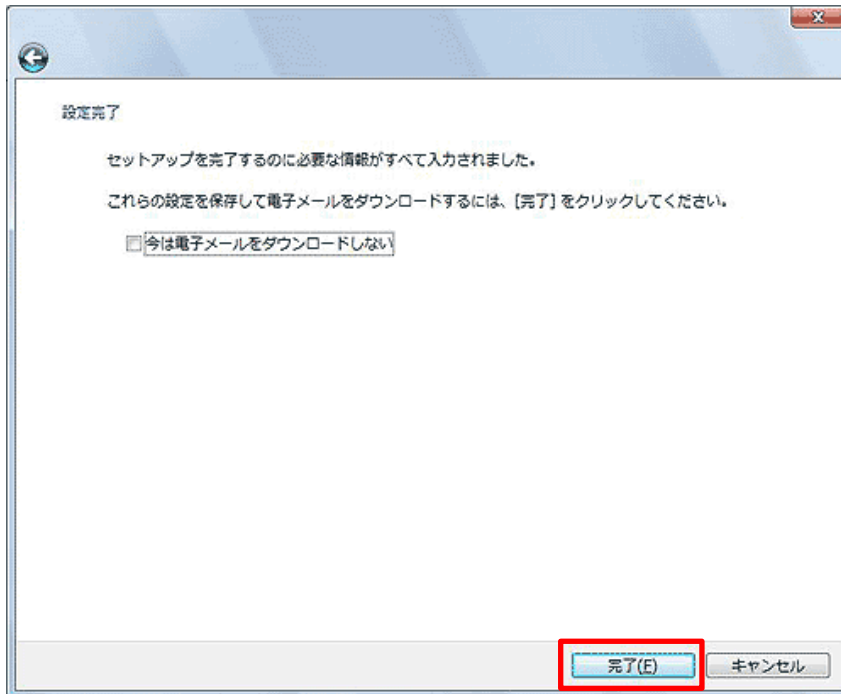 設定完了
セットアップを完了するのに必要な情報がすべて入力されました。
これらの設定を保存して電子メールをダウンロードするには、[完了] をクリックしてください。
今は電子メールをダウンロードしない
完了(F)
キャンセル